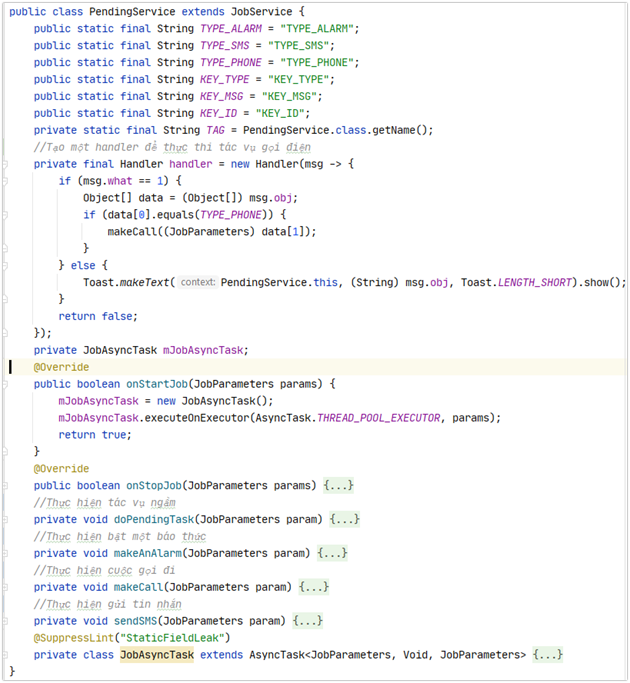 public class PendingService extends JobService {
    public static final String TYPE_ALARM = "TYPE_ALARM";
    public static final String TYPE_SMS = "TYPE_SMS";
    public static final String TYPE_PHONE = "TYPE_PHONE";
    public static final String KEY_TYPE = "KEY_TYPE";
    public static final String KEY_MSG = "KEY_MSG";
    public static final String KEY_ID = "KEY_ID";
    private static final String TAG = PendingService.class.getName();
    //Tạo một handler để thực thi tác vụ gọi điện
    private final Handler handler = new Handler(msg -> {
        if (msg.what == 1) {
            Object[] data = (Object[]) msg.obj;
            if (data[0].equals(TYPE_PHONE)) {
                makeCall((JobParameters) data[1]);
            }
        } else {
            Toast.makeText( context: PendingService.this, (String) msg.obj, Toast.LENGTH_SHORT).show();
        }
        return false;
    });
    private JobAsyncTask mJobAsyncTask;
    @Override
    public boolean onStartJob(JobParameters params) {
        mJobAsyncTask = new JobAsyncTask();
        mJobAsyncTask.executeOnExecutor(AsyncTask.THREAD_POOL_EXECUTOR, params);
        return true;
    }
    @Override
    public boolean onStopJob(JobParameters params) {...}
    //Thực hiện tác vụ ngầm
    private void doPendingTask(JobParameters param) {...}
    //Thực hiện bật một báo thức
    private void makeAnAlarm(JobParameters param) {...}
    //Thực hiện cuộc gọi đi
    private void makeCall(JobParameters param) {...}
    //Thực hiện gửi tin nhắn
    private void sendSMS(JobParameters param) {...}
    @SuppressLint("StaticFieldLeak")
    private class JobAsyncTask extends AsyncTask<JobParameters, Void, JobParameters> {...}
}